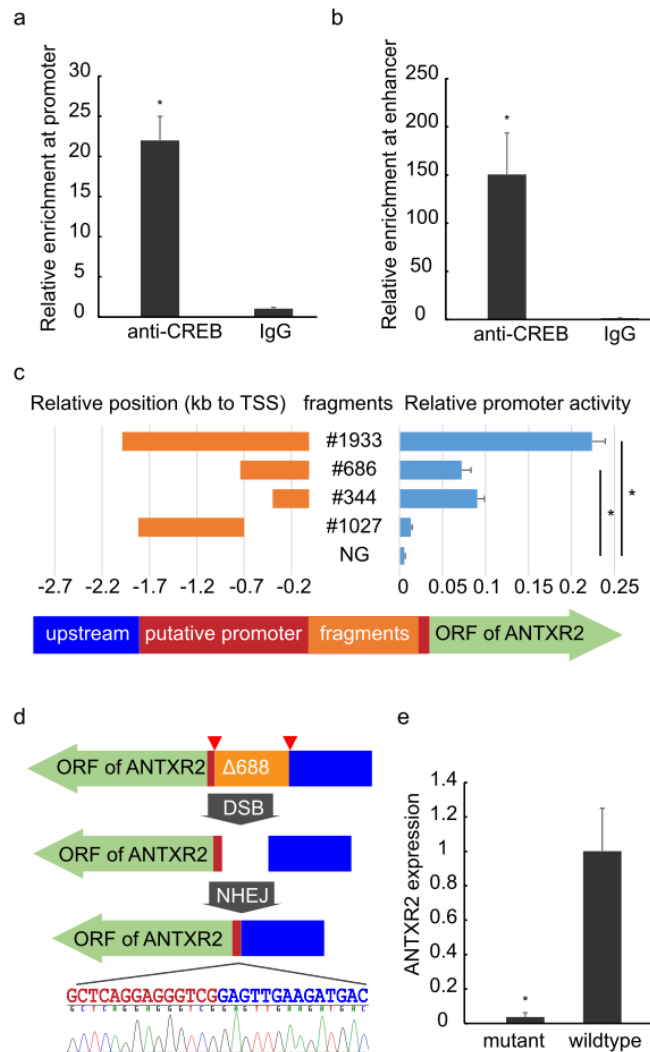 a
Relative enrichment at promoter
30
25
20
15
10
5
0
*
anti-CREB IgG
b
Relative enrichment at enhancer
250
200
150
100
50
0
*
anti-CREB IgG
c
Relative position (kb to TSS) fragments Relative promoter activity
#1933
#686
#344
#1027
NG
* *
-2.7 -2.2 -1.7 -1.2 -0.7 -0.2 0 0.05 0.1 0.15 0.2 0.25
upstream putative promoter fragments ORF of ANTXR2
d
ORF of ANTXR2 Δ688
DSB
ORF of ANTXR2
NHEJ
ORF of ANTXR2
GCTCAGGAGGGTCGGAGTTGAAGATGAC
GCTCAGGAGGGTCGGAGTTGAAGATGAC
e
ANTXR2 expression
1.4
1.2
1
0.8
0.6
0.4
0.2
0
*
mutant wildtype